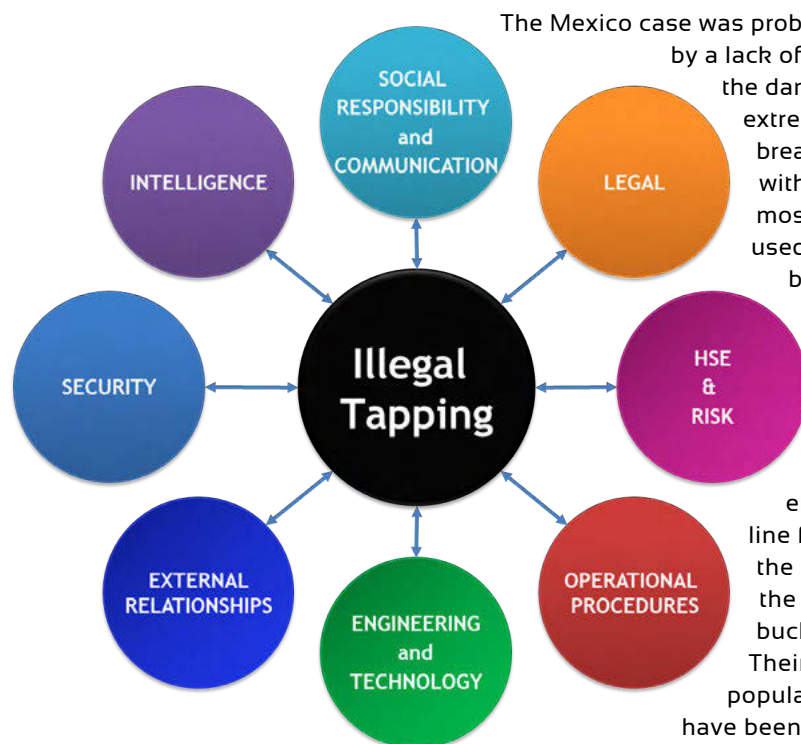 The Mexico case was prob
by a lack of
the
extre
brea
with
mos
used
b
e
line
the
the
buc
Their
popula
have been
SOCIAL
RESPONSIBILITY
and
COMMUNICATION
INTELLIGENCE
LEGAL
SECURITY
Illegal
Tapping
HSE
&
RISK
EXTERNAL
RELATIONSHIPS
ENGINEERING
and
TECHNOLOGY
OPERATIONAL
PROCEDURES